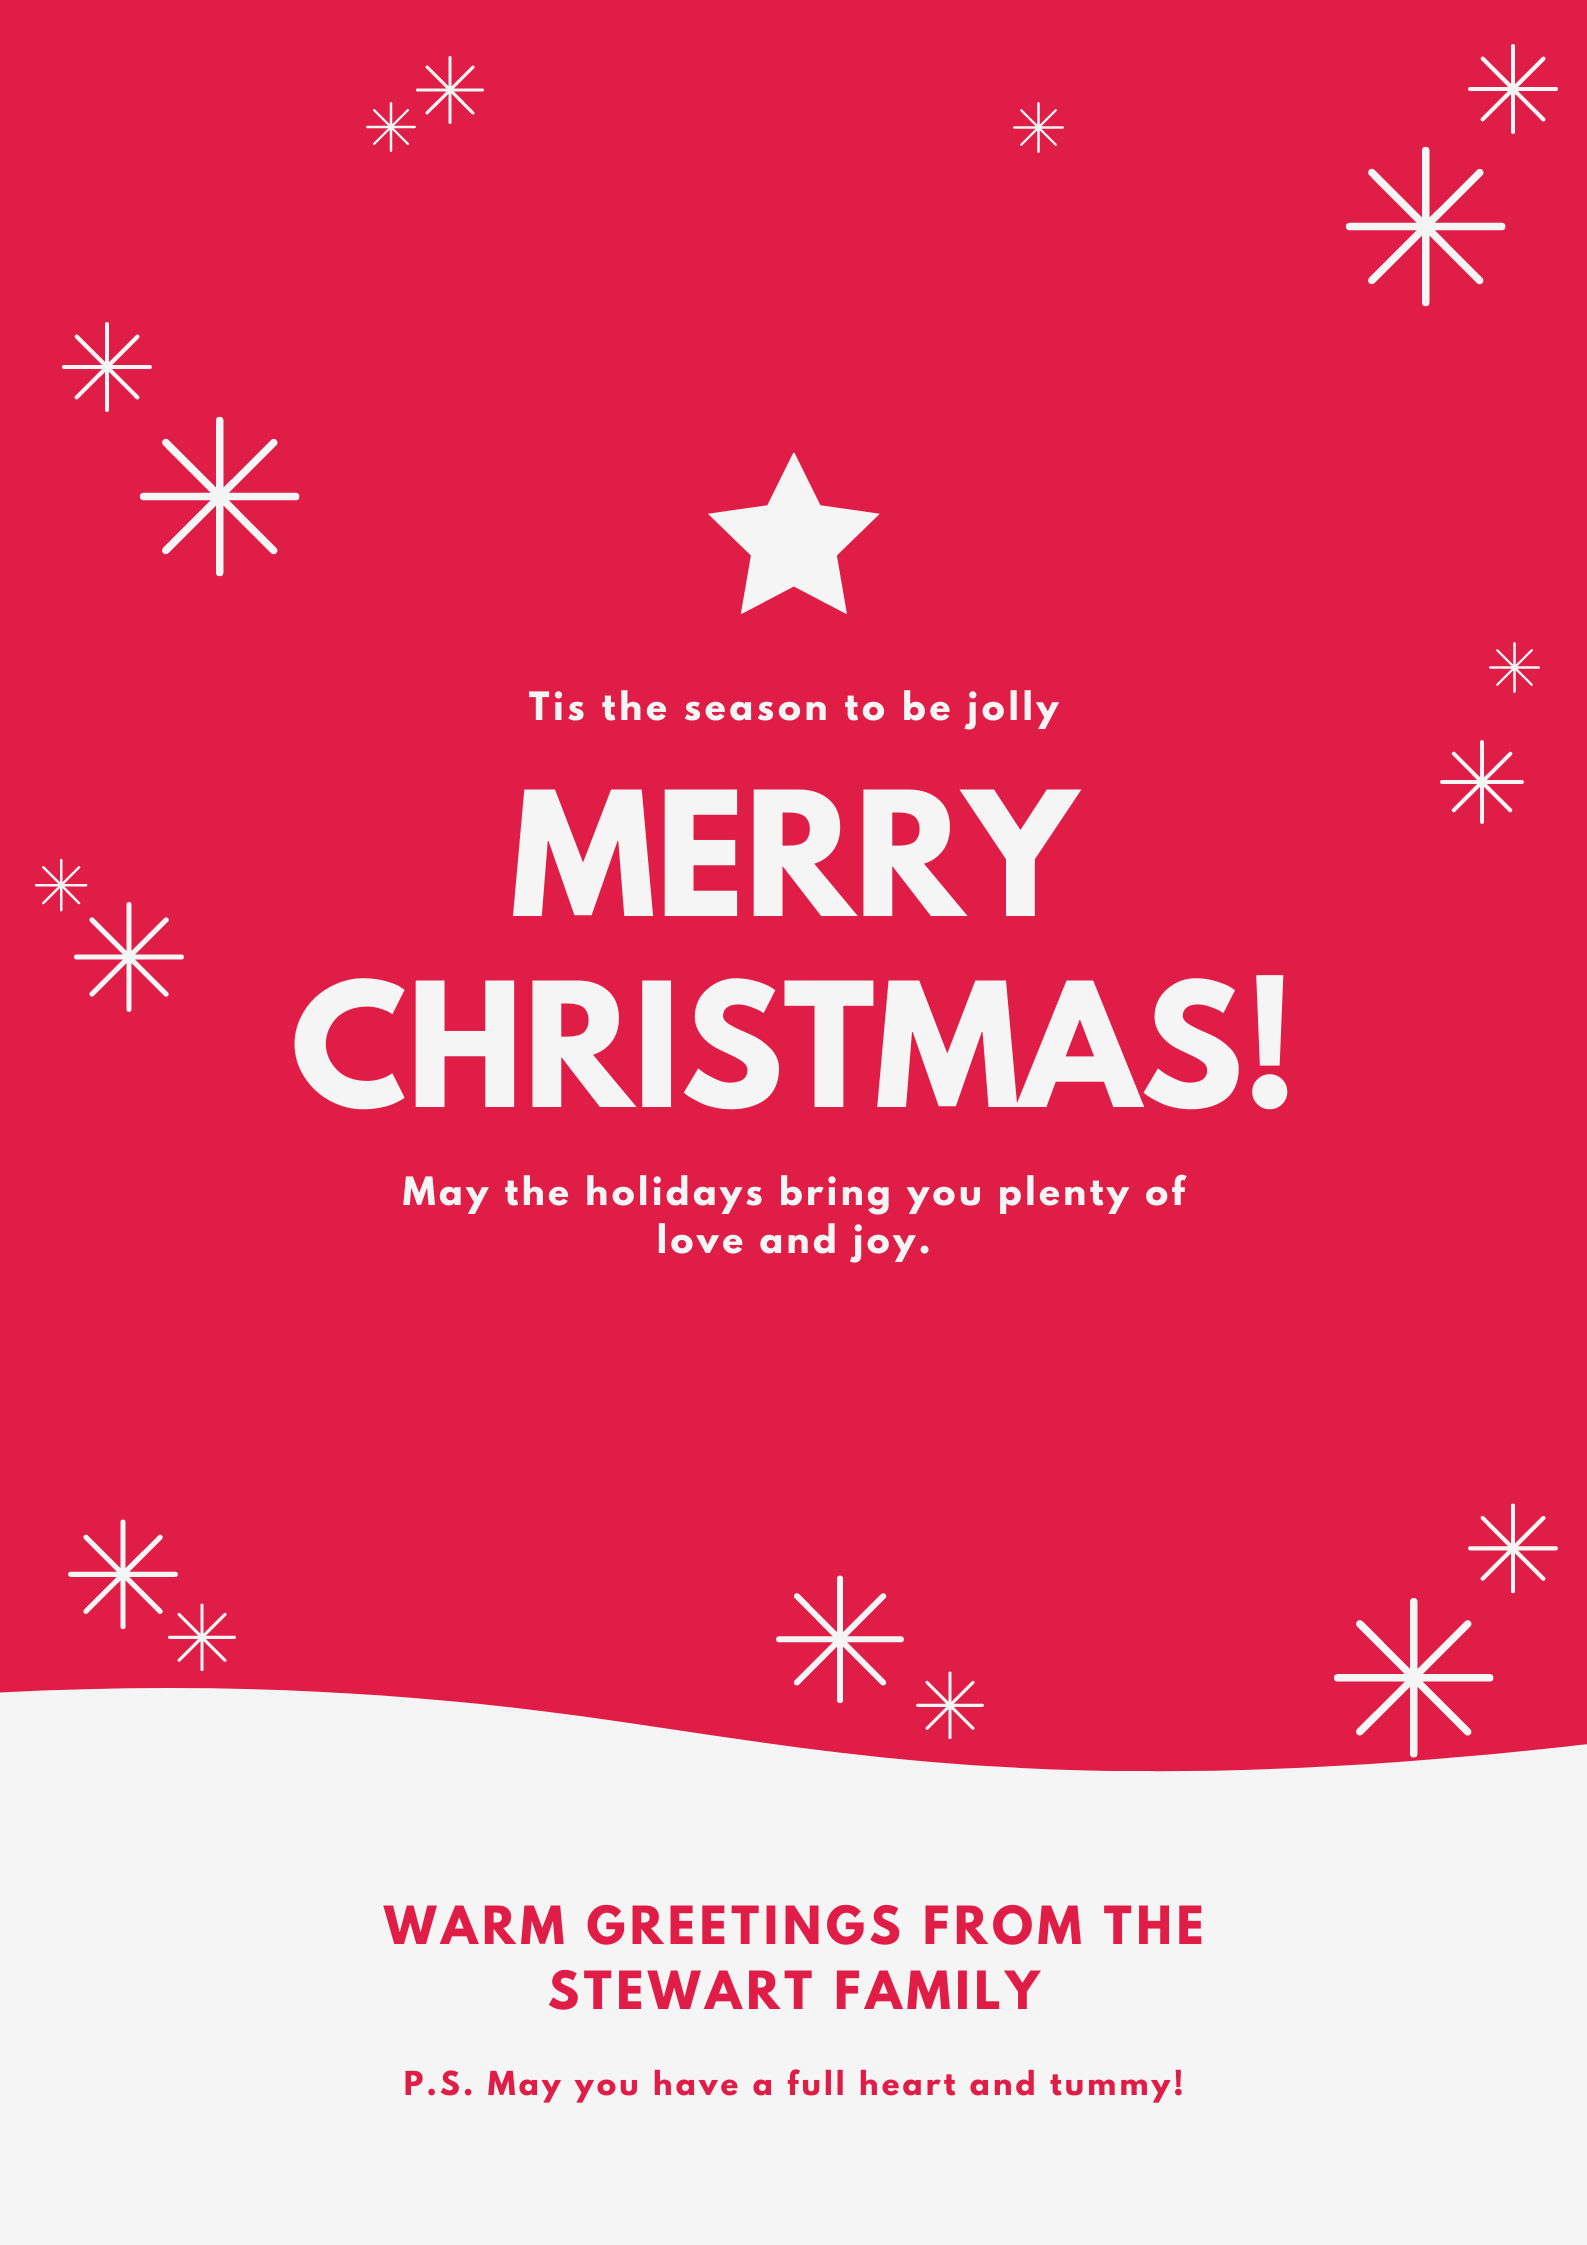 Tis the season to be jolly
MERRY
CHRISTMAS!
May the holidays bring you plenty of
love and joy.
WARM GREETINGS FROM THE
STEWART FAMILY
P.S. May you have a full heart and tummy!